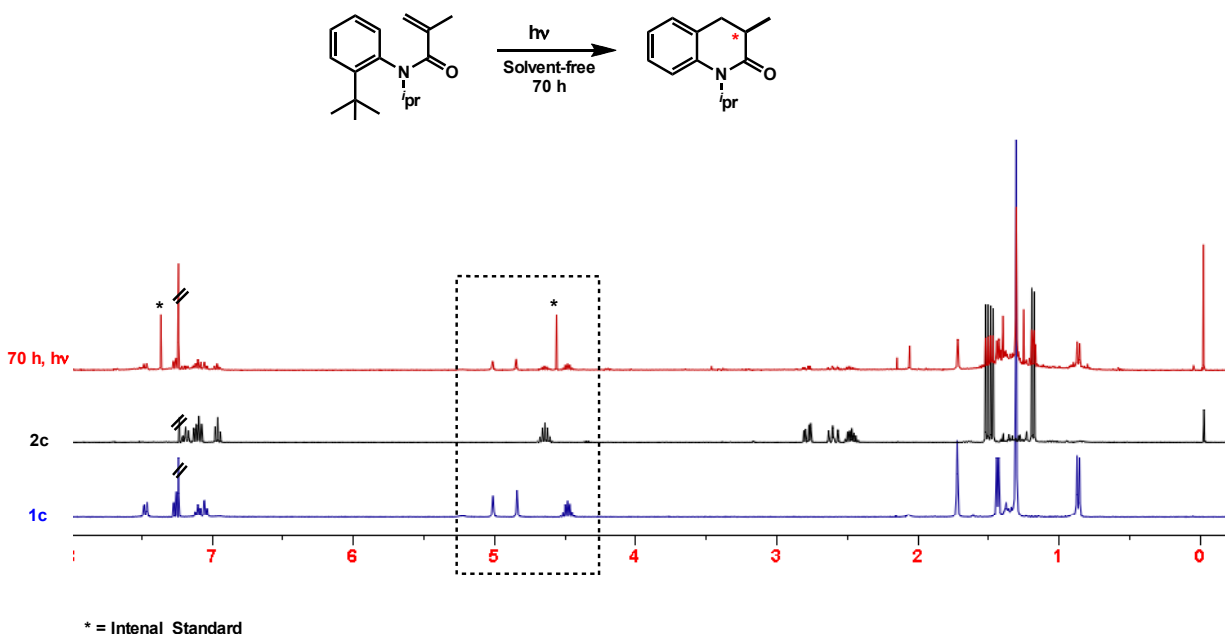 hν
Solvent-free
70 h
N
O
ipr
*
N
O
ipr
*
*
70 h, hν
2c
1c
7
6
5
4
3
2
1
0
* = Intenal Standard